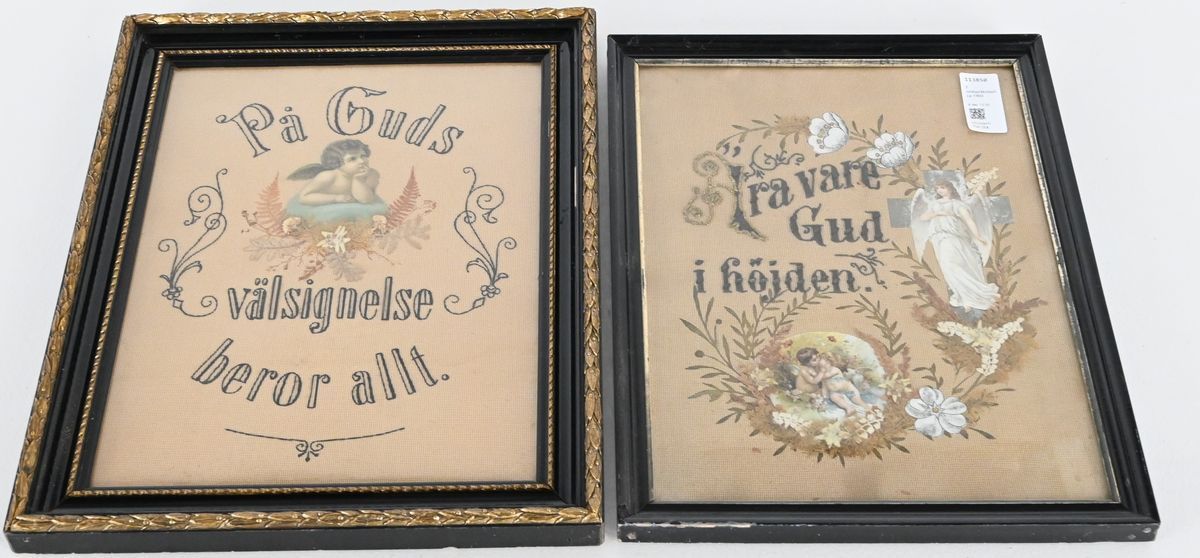 På Guds
välsignelse
beror allt.
Ära vare
Gud
i höjden.